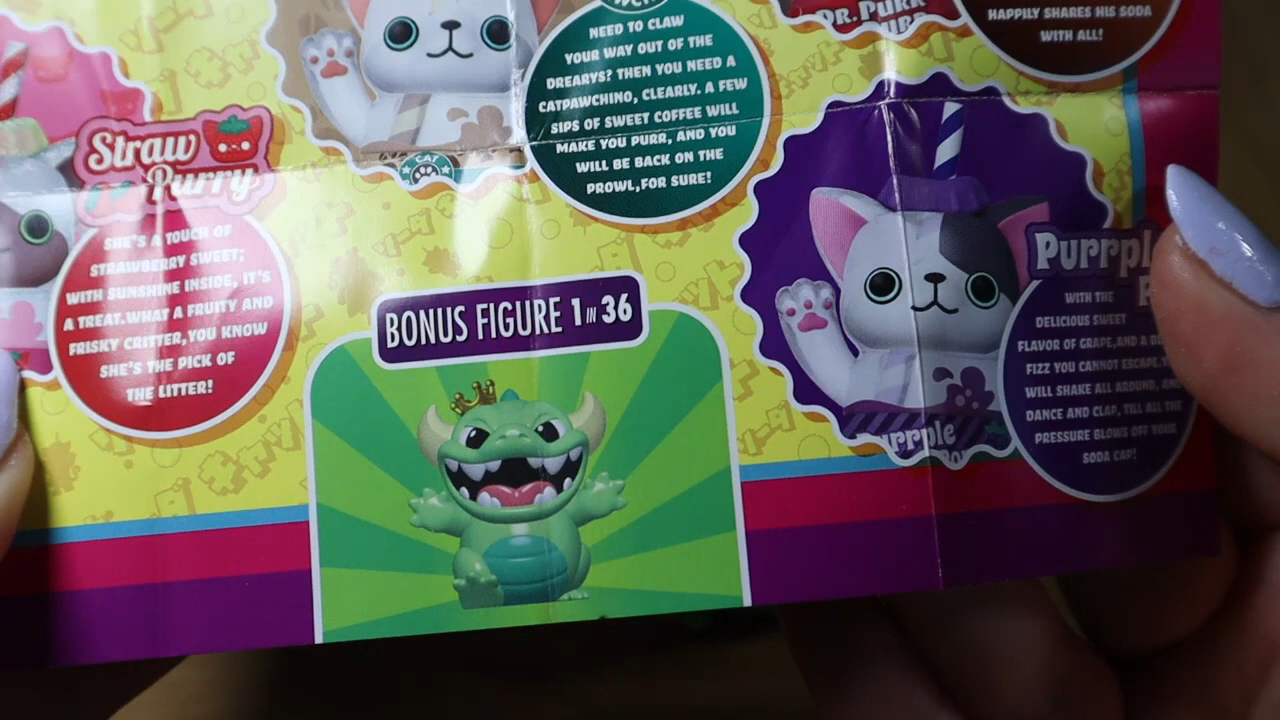 Straw
Purry
SHE'S A TOUCH OF
STRAWBERRY SWEET;
WITH SUNSHINE INSIDE, IT'S
A TREAT.WHAT A FRUITY AND
FRISKY CRITTER,YOU KNOW
SHE'S THE PICK OF
THE LITTER!
CAT
NEED TO CLAW
YOUR WAY OUT OF THE
DREARYS? THEN YOU NEED A
CATPAWCHINO, CLEARLY. A FEW
SIPS OF SWEET COFFEE WILL
MAKE YOU PURR, AND YOU
WILL BE BACK ON THE
PROWL,FOR SURE!
DR. PURR
HAPPILY SHARES HIS SODA
WITH ALL!
BONUS FIGURE 1 IN 36
Purrpl
WITH THE
DELICIOUS SWEET
FLAVOR OF GRAPE,AND A
FIZZ YOU CANNOT ESCAPE.
WILL SHAKE ALL AROUND, AND
DANCE AND CLAP, TILL ALL THE
PRESSURE BLOWS OFF YOUR
SODA CAP!
Purrple